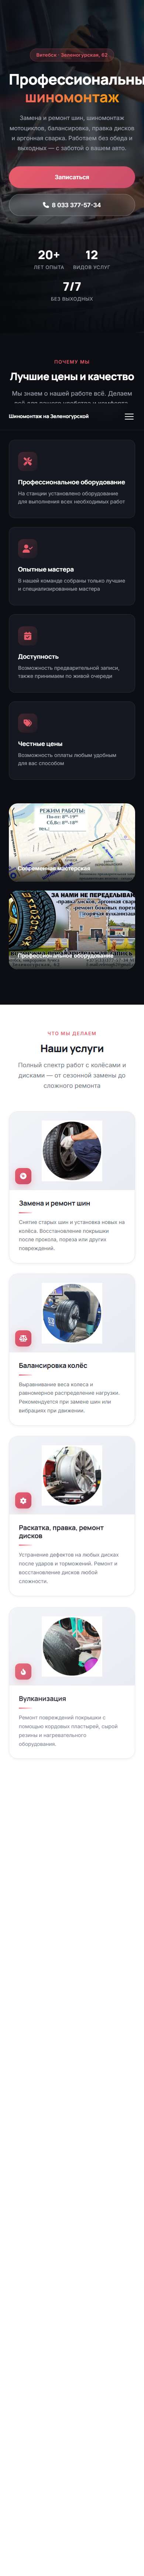 Витебск · Зеленогурская, 62
Профессиональны
шиномонтаж
Замена и ремонт шин, шиномонтаж
мотоциклов, балансировка, правка дисков
и аргонная сварка. Работаем без обеда и
выходных — с заботой о вашем авто.
Записаться
8 033 377-57-34
20+
ЛЕТ ОПЫТА
12
ВИДОВ УСЛУГ
7/7
БЕЗ ВЫХОДНЫХ
ПОЧЕМУ МЫ
Лучшие цены и качество
Мы знаем о нашей работе всё. Делаем
Шиномонтаж на Зеленогурской
Профессиональное оборудование
На станции установлено оборудование
для выполнения всех необходимых работ
Опытные мастера
В нашей команде собраны только лучшие
и специализированные мастера
Доступность
Возможность предварительной записи,
также принимаем по живой очереди
Честные цены
Возможность оплаты любым удобным
для вас способом
РЕЖИМ РАБОТЫ:
Современная мастерская
ЗА НАМИ НЕ ПЕРЕДЕЛЫВАЮТ
Профессиональное оборудование
ЧТО МЫ ДЕЛАЕМ
Наши услуги
Полный спектр работ с колёсами и
дисками — от сезонной замены до
сложного ремонта
Замена и ремонт шин
Снятие старых шин и установка новых на
колёса. Восстановление покрышки
после прокола, пореза или других
повреждений.
Балансировка колёс
Выравнивание веса колеса и
равномерное распределение нагрузки.
Рекомендуется при замене шин или
вибрациях при движении.
Раскатка, правка, ремонт
дисков
Устранение дефектов на любых дисках
после ударов и торможений. Ремонт и
восстановление дисков любой
сложности.
Вулканизация
Ремонт повреждений покрышки с
помощью кордовых пластырей, сырой
резины и нагревательного
оборудования.